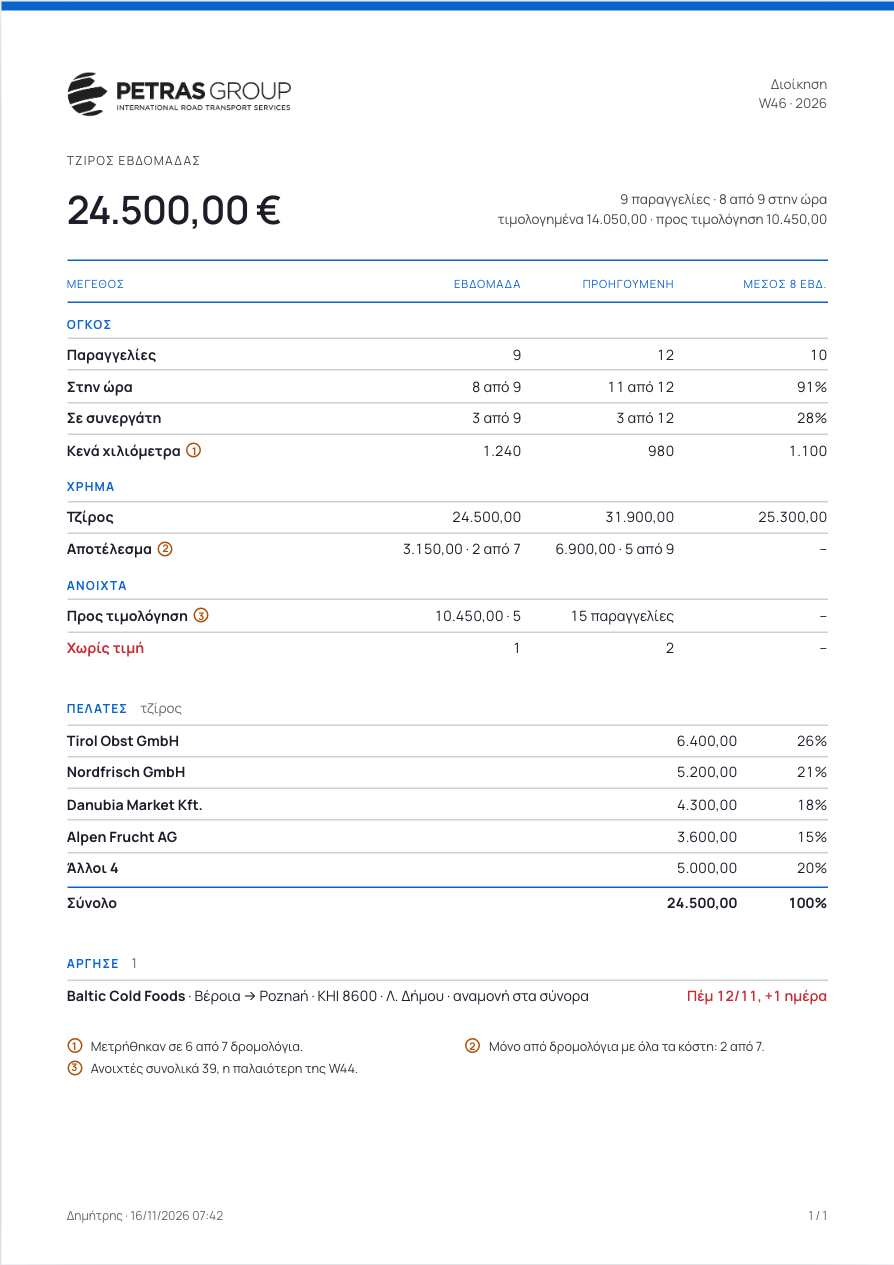 PETRAS GROUP
INTERNATIONAL ROAD TRANSPORT SERVICES
Διοίκηση
W46 · 2026
ΤΖΙΡΟΣ ΕΒΔΟΜΑΔΑΣ
24.500,00 €
9 παραγγελίες · 8 από 9 στην ώρα
τιμολογημένα 14.050,00 · προς τιμολόγηση 10.450,00
ΜΕΓΕΘΟΣ ΕΒΔΟΜΑΔΑ ΠΡΟΗΓΟΥΜΕΝΗ ΜΕΣΟΣ 8 ΕΒΔ.
ΟΓΚΟΣ
Παραγγελίες 9 12 10
Στην ώρα 8 από 9 11 από 12 91%
Σε συνεργάτη 3 από 9 3 από 12 28%
Κενά χιλιόμετρα 1 1.240 980 1.100
ΧΡΗΜΑ
Τζίρος 24.500,00 31.900,00 25.300,00
Αποτέλεσμα 2 3.150,00 · 2 από 7 6.900,00 · 5 από 9 –
ΑΝΟΙΧΤΑ
Προς τιμολόγηση 3 10.450,00 · 5 15 παραγγελίες –
Χωρίς τιμή 1 2 –
ΠΕΛΑΤΕΣ τζίρος
Tirol Obst GmbH 6.400,00 26%
Nordfrisch GmbH 5.200,00 21%
Danubia Market Kft. 4.300,00 18%
Alpen Frucht AG 3.600,00 15%
Άλλοι 4 5.000,00 20%
Σύνολο 24.500,00 100%
ΑΡΓΗΣΕ 1
Baltic Cold Foods · Βέροια → Poznań · KHI 8600 · Λ. Δήμου · αναμονή στα σύνορα Πέμ 12/11, +1 ημέρα
1 Μετρήθηκαν σε 6 από 7 δρομολόγια.
2 Μόνο από δρομολόγια με όλα τα κόστη: 2 από 7.
3 Ανοιχτές συνολικά 39, η παλαιότερη της W44.
Δημήτρης · 16/11/2026 07:42 1 / 1